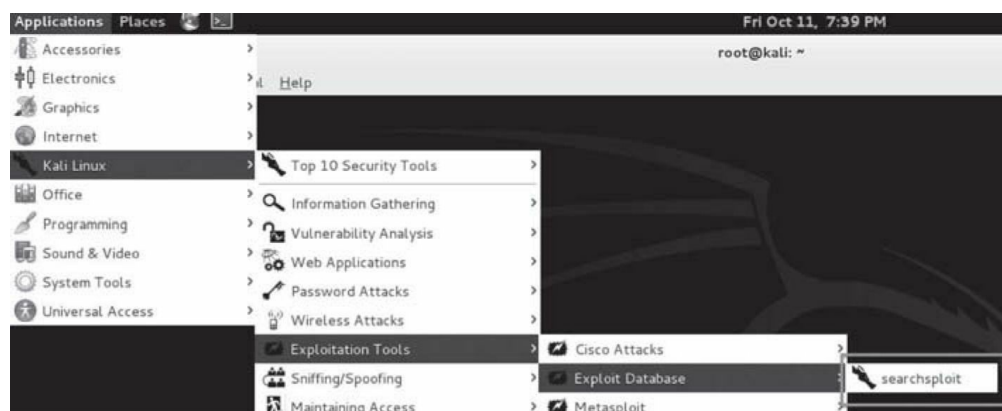 Applications Places Fri Oct 11, 7:39 PM
root@kali: ~
Help
Accessories
Electronics
Graphics
Internet
Kali Linux
Office
Programming
Sound & Video
System Tools
Universal Access
Top 10 Security Tools
Information Gathering
Vulnerability Analysis
Web Applications
Password Attacks
Wireless Attacks
Exploitation Tools
Sniffing/Spoofing
Maintaining Access
Cisco Attacks
Exploit Database
Metasploit
searchsploit